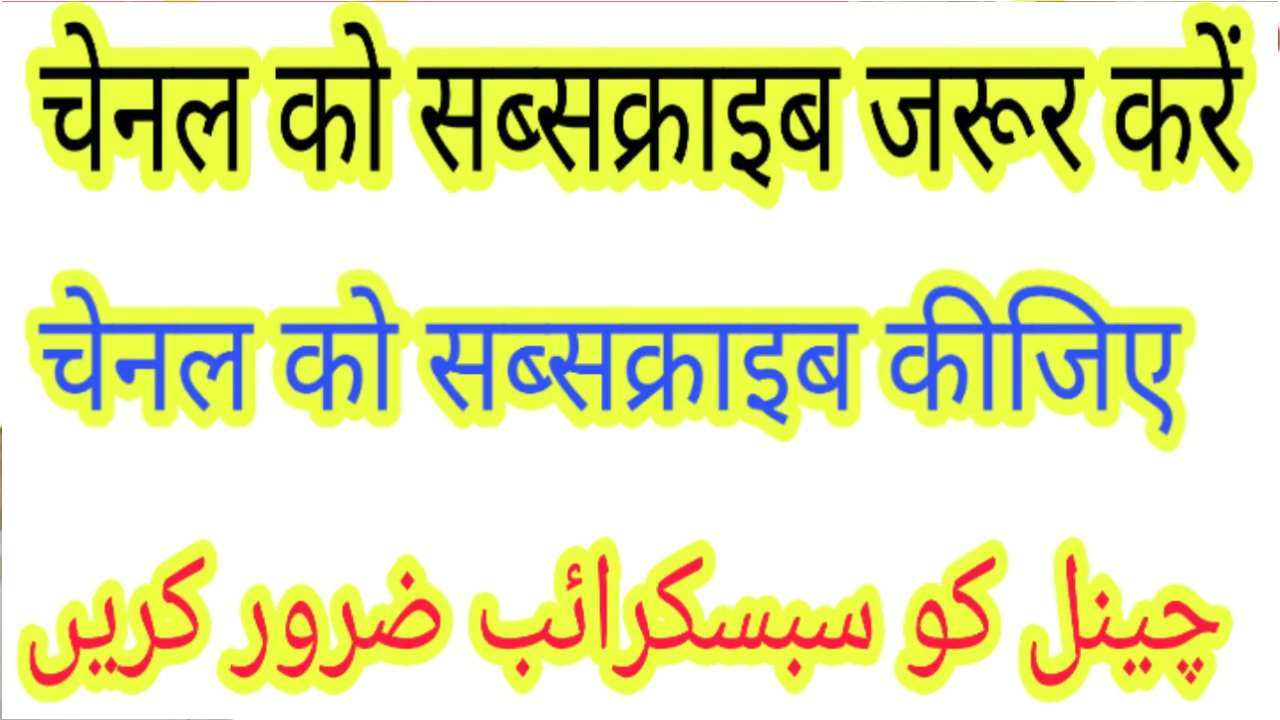 चेनल को सब्सक्राइब जरूर करें
चेनल को सब्सक्राइब कीजिए
چینل کو سبسکرائب ضرور کریں